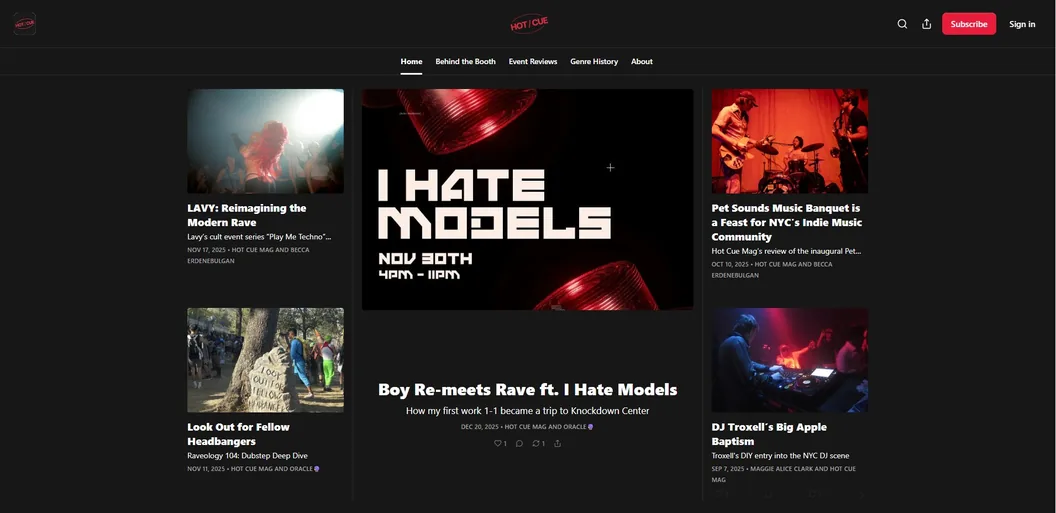 HOT / CUE
HOT / CUE
Subscribe
Sign in
Home
Behind the Booth
Event Reviews
Genre History
About
LAVY: Reimagining the
Modern Rave
Lavy's cult event series "Play Me Techno"...
NOV 17, 2025 • HOT CUE MAG AND BECCA
ERDENEBULGAN
LOOK
OUT FOR
FELLOW
HEADBANGERS
Look Out for Fellow
Headbangers
Raveology 104: Dubstep Deep Dive
NOV 11, 2025 • HOT CUE MAG AND ORACLE🔮
I HATE
MODELS
NOV 30TH
4PM - 11PM
Boy Re-meets Rave ft. I Hate Models
How my first work 1-1 became a trip to Knockdown Center
DEC 20, 2025 • HOT CUE MAG AND ORACLE🔮
1
1
Pet Sounds Music Banquet is
a Feast for NYC's Indie Music
Community
Hot Cue Mag's review of the inaugural Pet...
OCT 10, 2025 • HOT CUE MAG AND BECCA
ERDENEBULGAN
DJ Troxell's Big Apple
Baptism
Troxell's DIY entry into the NYC DJ scene
SEP 7, 2025 • MAGGIE ALICE CLARK AND HOT CUE
MAG